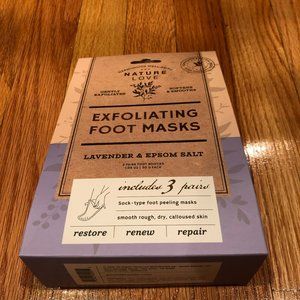 NATURE
LOVE
GENTLY
EXFOLIATES
SOFTENS
& SMOOTHS
EXFOLIATING
FOOT MASKS
LAVENDER & EPSOM SALT
includes 3 pairs
Sock-type foot peeling masks
smooth rough, dry, calloused skin
restore
renew
repair